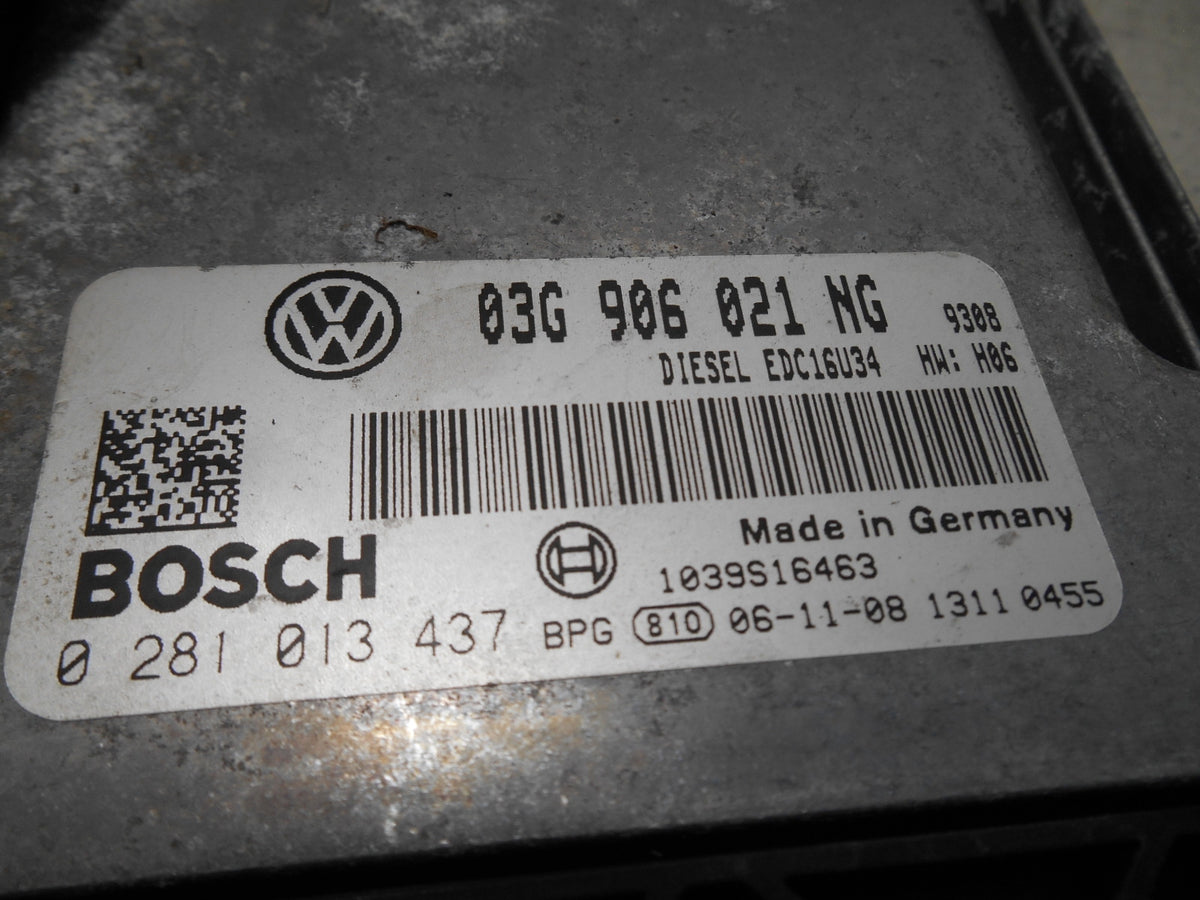 03G 906 021 NG 9308
DIESEL EDC16U34 HW: H06
Made in Germany
BOSCH
1039S16463
0 281 013 437 BPG 810 06-11-08 1311 0455